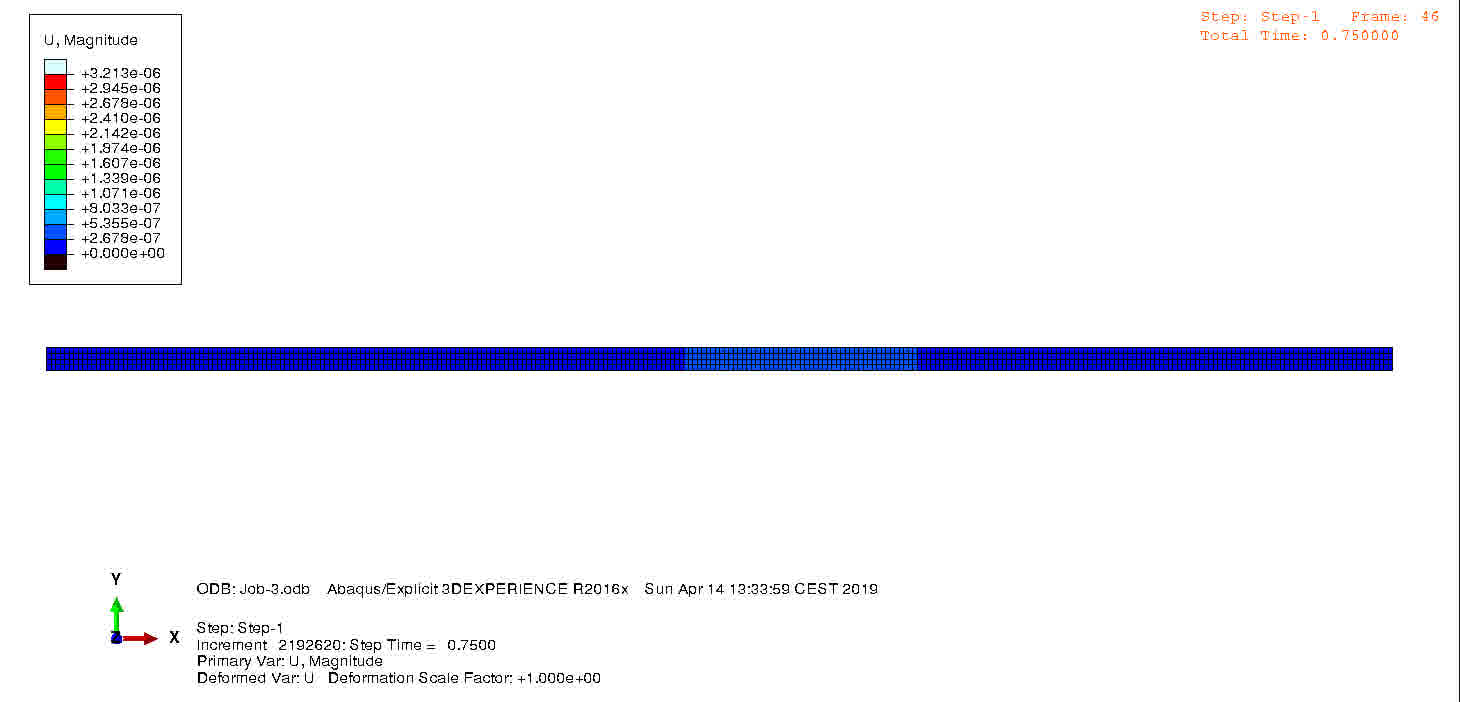 Step: Step-1 Frame: 46
Total Time: 0.750000
U, Magnitude
+3.213e-06
+2.945e-06
+2.678e-06
+2.410e-06
+2.142e-06
+1.874e-06
+1.607e-06
+1.339e-06
+1.071e-06
+8.033e-07
+5.355e-07
+2.678e-07
+0.000e+00
Y
X
ODB: Job-3.odb Abaqus/Explicit 3DEXPERIENCE R2016x Sun Apr 14 13:33:59 CEST 2019
Step: Step-1
Increment 2192620: Step Time = 0.7500
Primary Var: U, Magnitude
Deformed Var: U Deformation Scale Factor: +1.000e+00